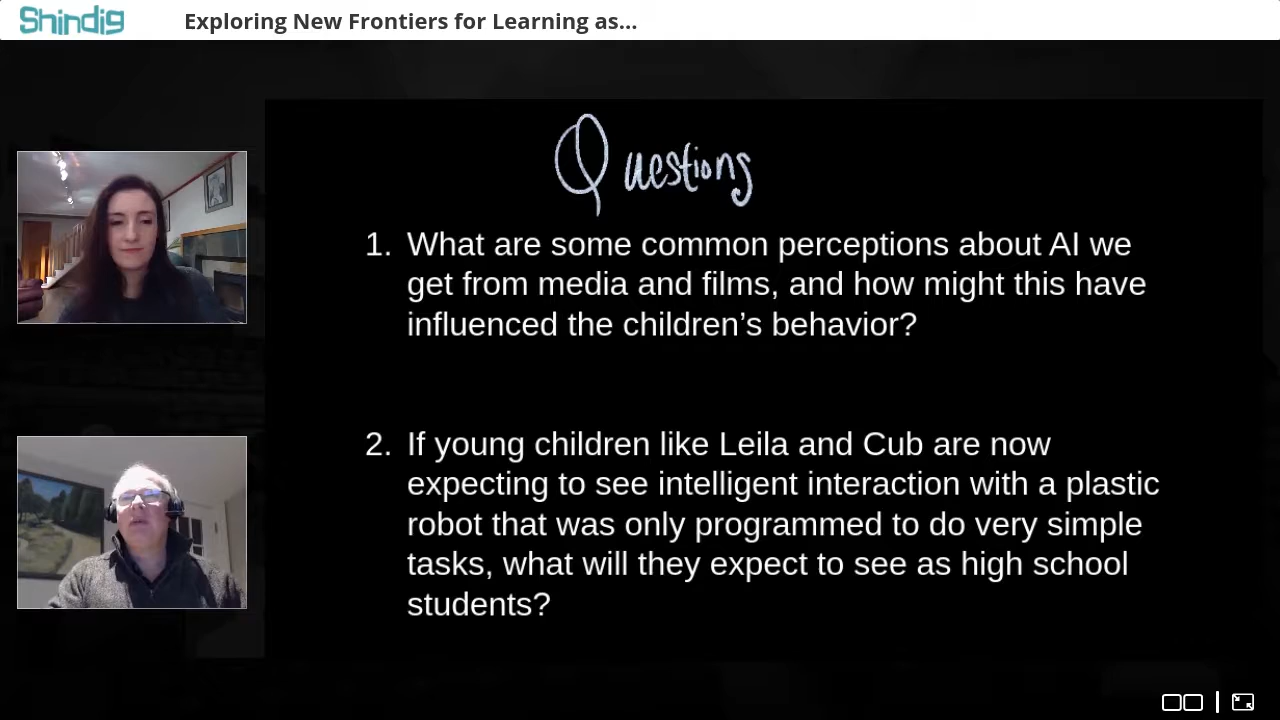 Shindig
Exploring New Frontiers for Learning as...
Questions
1. What are some common perceptions about AI we
get from media and films, and how might this have
influenced the children’s behavior?
2. If young children like Leila and Cub are now
expecting to see intelligent interaction with a plastic
robot that was only programmed to do very simple
tasks, what will they expect to see as high school
students?